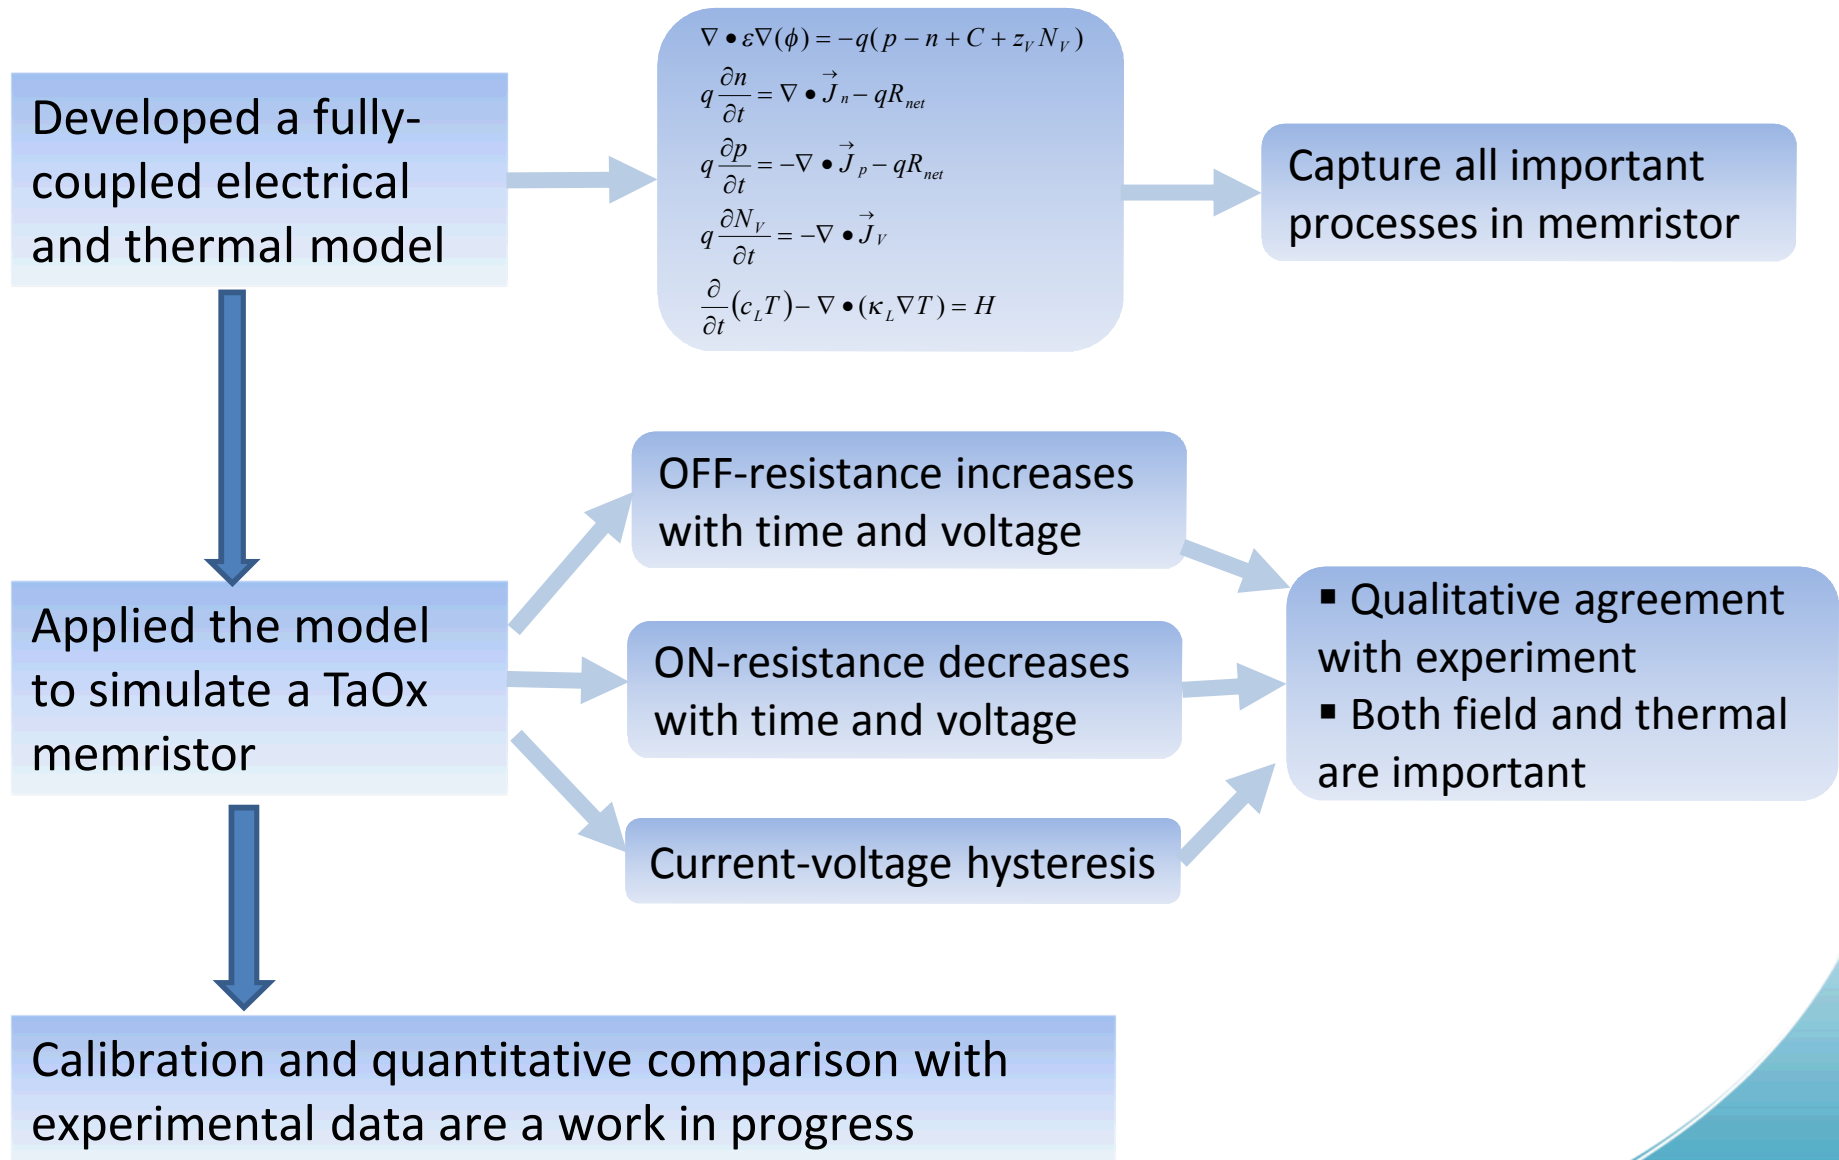 Developed a fully-
coupled electrical
and thermal model
∇ • ε∇(ϕ) = −q( p − n + C + z_V N_V )
q ∂n/∂t = ∇ • J⃗_n − qR_net
q ∂p/∂t = −∇ • J⃗_p − qR_net
q ∂N_V/∂t = −∇ • J⃗_V
∂/∂t (c_L T) − ∇ • (κ_L ∇T) = H
Capture all important
processes in memristor
Applied the model
to simulate a TaOx
memristor
OFF-resistance increases
with time and voltage
ON-resistance decreases
with time and voltage
Current-voltage hysteresis
▪ Qualitative agreement
with experiment
▪ Both field and thermal
are important
Calibration and quantitative comparison with
experimental data are a work in progress